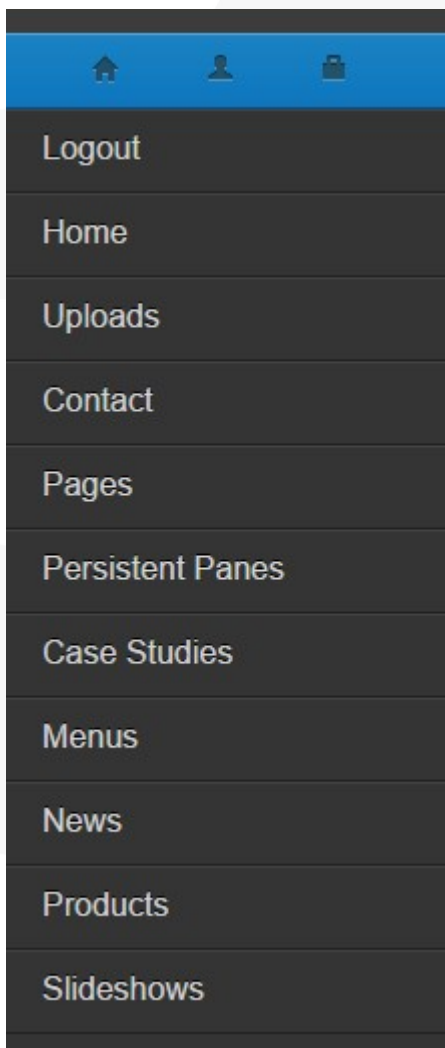 Logout
Home
Uploads
Contact
Pages
Persistent Panes
Case Studies
Menus
News
Products
Slideshows